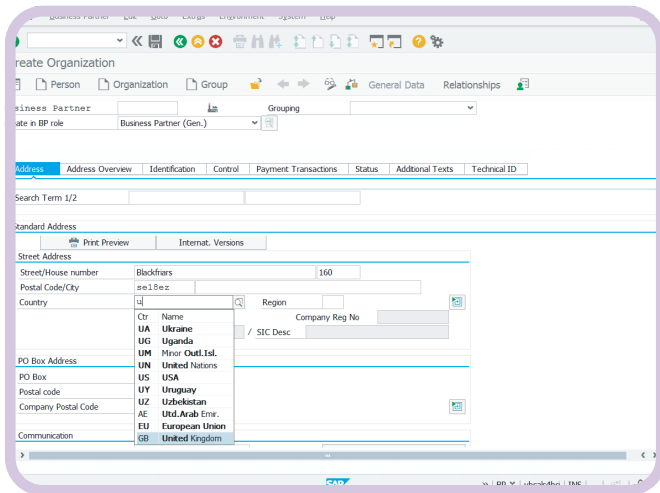 Business Partner Edit Goto Extras Environment System Help
reate Organization
Person Organization Group General Data Relationships
siness Partner Grouping
ate in BP role Business Partner (Gen.)
Address Address Overview Identification Control Payment Transactions Status Additional Texts Technical ID
Search Term 1/2
Standard Address
Print Preview Internat. Versions
Street Address
Street/House number Blackfriars 160
Postal Code/City se18ez
Country u Region
Ctr Name Company Reg No
UA Ukraine
UG Uganda / SIC Desc
UM Minor Outl.Isl.
UN United Nations
PO Box Address
US USA
PO Box
UY Uruguay
Postal code
UZ Uzbekistan
Company Postal Code
AE Utd.Arab Emir.
EU European Union
Communication
GB United Kingdom
SAP
BP INS